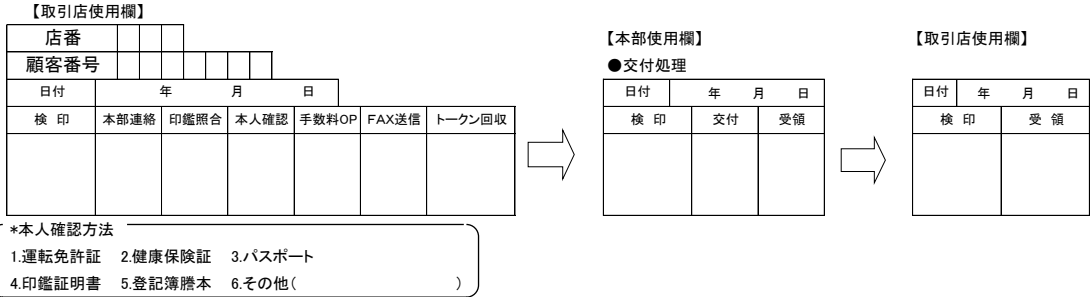 【取引店使用欄】
店番
顧客番号
日付 年 月 日
検 印 本部連絡 印鑑照合 本人確認 手数料OP FAX送信 トークン回収
*本人確認方法
1.運転免許証 2.健康保険証 3.パスポート
4.印鑑証明書 5.登記簿謄本 6.その他( )
【本部使用欄】
●交付処理
日付 年 月 日
検 印 交付 受領
【取引店使用欄】
日付 年 月 日
検 印 受 領